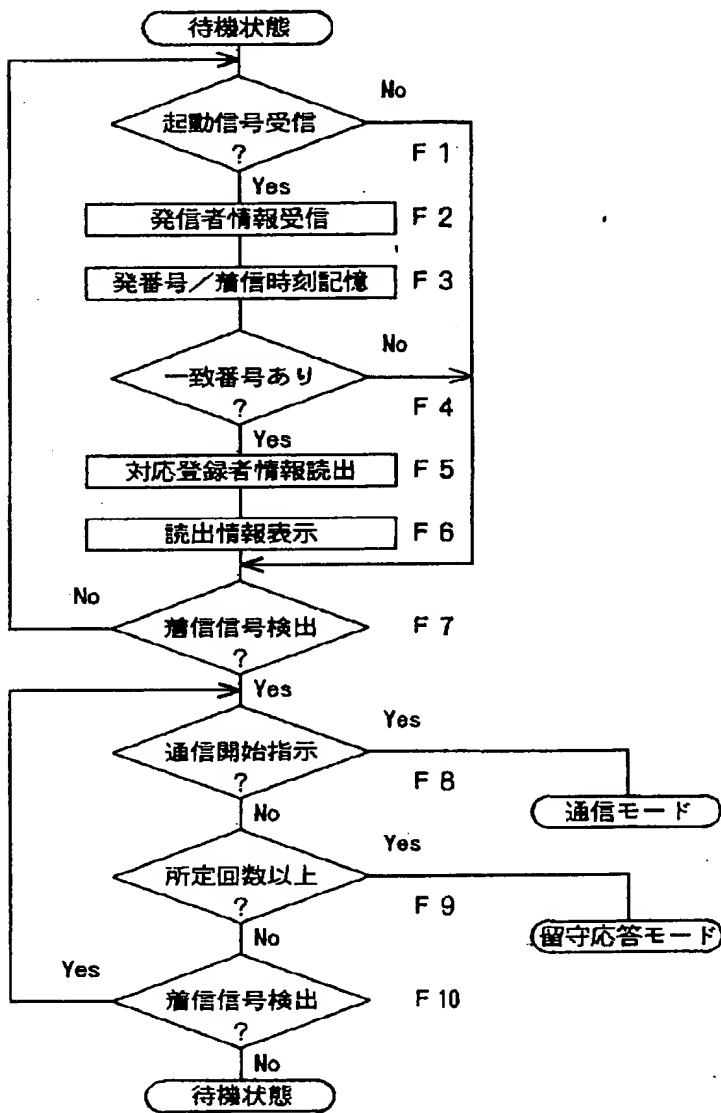 待機状態
No
起動信号受信
?
F 1
Yes
発信者情報受信
F 2
発番号/着信時刻記憶
F 3
No
一致番号あり
?
F 4
Yes
対応登録者情報読出
F 5
読出情報表示
F 6
No
着信信号検出
F 7
?
Yes
Yes
通信開始指示
?
F 8
No
通信モード
Yes
所定回数以上
?
F 9
No
留守応答モード
Yes
着信信号検出
F 10
?
No
待機状態